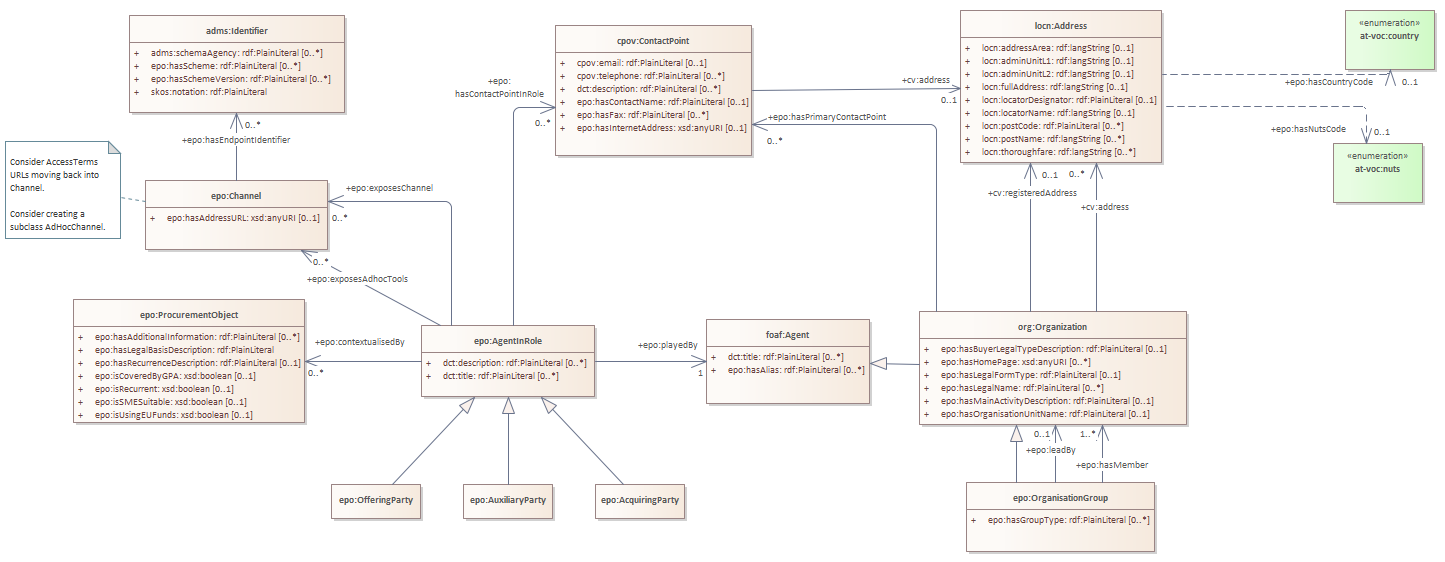 adms:Identifier
+ adms:schemaAgency: rdf:PlainLiteral [0..*]
+ epo:hasScheme: rdf:PlainLiteral [0..*]
+ epo:hasSchemeVersion: rdf:PlainLiteral [0..*]
+ skos:notation: rdf:PlainLiteral
cpov:ContactPoint
+ cpov:email: rdf:PlainLiteral [0..1]
+ cpov:telephone: rdf:PlainLiteral [0..*]
+ dct:description: rdf:PlainLiteral [0..*]
+ epo:hasContactName: rdf:PlainLiteral [0..1]
+ epo:hasFax: rdf:PlainLiteral [0..*]
+ epo:hasInternetAddress: xsd:anyURI [0..1]
locn:Address
+ locn:addressArea: rdf:langString [0..1]
+ locn:adminUnitL1: rdf:langString [0..1]
+ locn:adminUnitL2: rdf:langString [0..1]
+ locn:fullAddress: rdf:langString [0..1]
+ locn:locatorDesignator: rdf:PlainLiteral [0..1]
+ locn:locatorName: rdf:langString [0..1]
+ locn:postCode: rdf:PlainLiteral [0..*]
+ locn:postName: rdf:langString [0..*]
+ locn:thoroughfare: rdf:langString [0..*]
«enumeration»
at-voc:country
+epo:hasCountryCode
0..1
+epo:hasNutsCode
0..1
«enumeration»
at-voc:nuts
+cv:address
0..1
+epo:
hasContactPointInRole
0..*
+epo:hasPrimaryContactPoint
0..*
0..*
+epo:hasEndpointIdentifier
Consider AccessTerms
URLs moving back into
Channel.
Consider creating a
subclass AdHocChannel.
epo:Channel
+ epo:hasAddressURL: xsd:anyURI [0..1]
+epo:exposesChannel
0..*
0..*
+epo:exposesAdhocTools
0..1
+cv:registeredAddress
0..*
+cv:address
epo:ProcurementObject
+ epo:hasAdditionalInformation: rdf:PlainLiteral [0..*]
+ epo:hasLegalBasisDescription: rdf:PlainLiteral
+ epo:hasRecurrenceDescription: rdf:PlainLiteral [0..1]
+ epo:isCoveredByGPA: xsd:boolean [0..1]
+ epo:isRecurrent: xsd:boolean [0..1]
+ epo:isSMESuitable: xsd:boolean [0..1]
+ epo:isUsingEUFunds: xsd:boolean [0..1]
+epo:contextualisedBy
0..*
epo:AgentInRole
+ dct:description: rdf:PlainLiteral [0..*]
+ dct:title: rdf:PlainLiteral [0..*]
+epo:playedBy
1
foaf:Agent
+ dct:title: rdf:PlainLiteral [0..*]
+ epo:hasAlias: rdf:PlainLiteral [0..*]
org:Organization
+ epo:hasBuyerLegalTypeDescription: rdf:PlainLiteral [0..1]
+ epo:hasHomePage: xsd:anyURI [0..*]
+ epo:hasLegalFormType: rdf:PlainLiteral [0..1]
+ epo:hasLegalName: rdf:PlainLiteral [0..*]
+ epo:hasMainActivityDescription: rdf:PlainLiteral [0..1]
+ epo:hasOrganisationUnitName: rdf:PlainLiteral [0..1]
0..1
+epo:leadBy
1..*
+epo:hasMember
epo:OfferingParty
epo:AuxiliaryParty
epo:AcquiringParty
epo:OrganisationGroup
+ epo:hasGroupType: rdf:PlainLiteral [0..*]